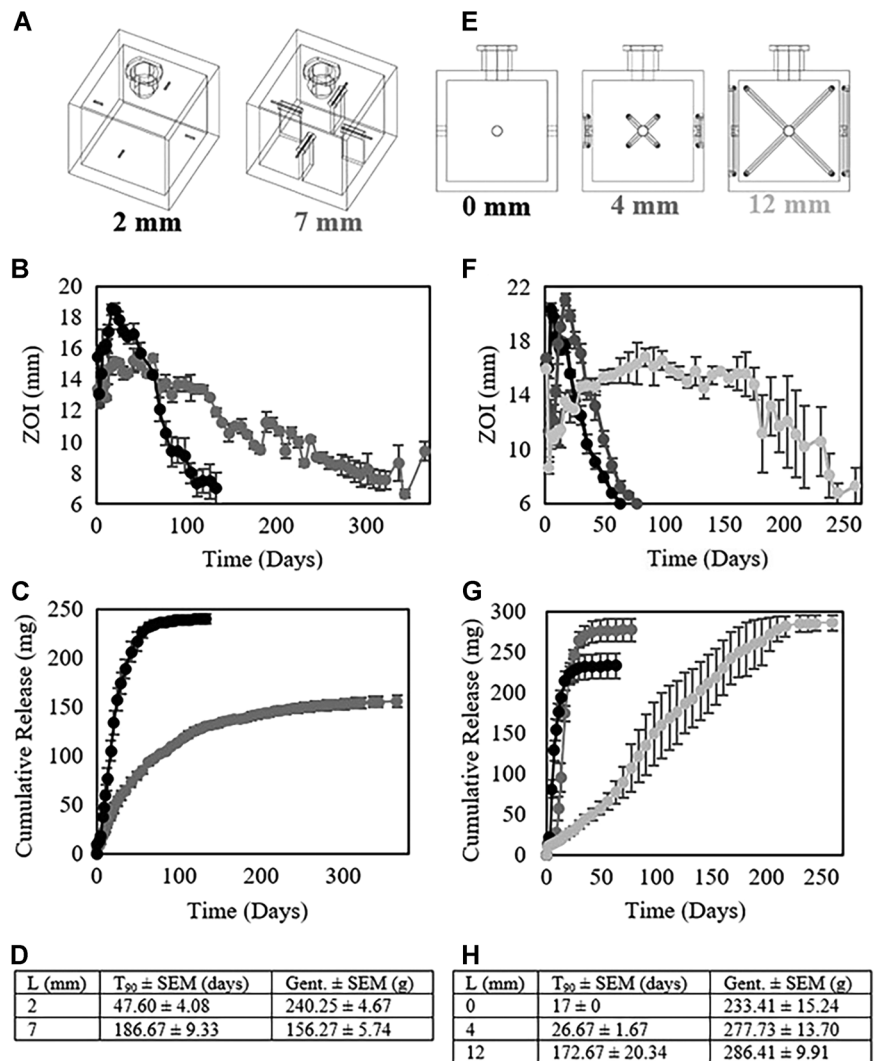 A
2 mm
7 mm
E
0 mm
4 mm
12 mm
B
20
18
16
14
12
10
8
6
ZOI (mm)
0
100
200
300
Time (Days)
F
22
18
14
10
6
ZOI (mm)
0
50
100
150
200
250
Time (Days)
C
250
200
150
100
50
0
Cumulative Release (mg)
0
100
200
300
Time (Days)
G
300
250
200
150
100
50
0
Cumulative Release (mg)
0
50
100
150
200
250
Time (Days)
D
L (mm) T90 ± SEM (days) Gent. ± SEM (g)
2 47.60 ± 4.08 240.25 ± 4.67
7 186.67 ± 9.33 156.27 ± 5.74
H
L (mm) T90 ± SEM (days) Gent. ± SEM (g)
0 17 ± 0 233.41 ± 15.24
4 26.67 ± 1.67 277.73 ± 13.70
12 172.67 ± 20.34 286.41 ± 9.91